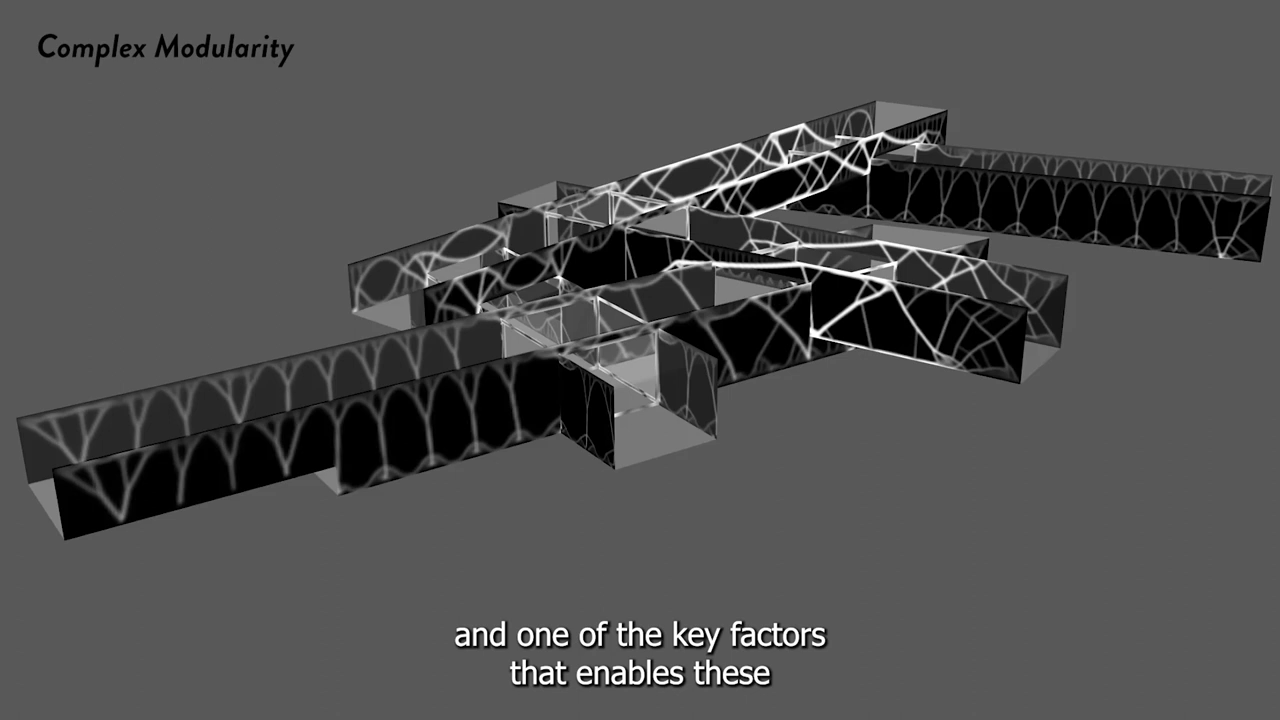 Complex Modularity
and one of the key factors
that enables these